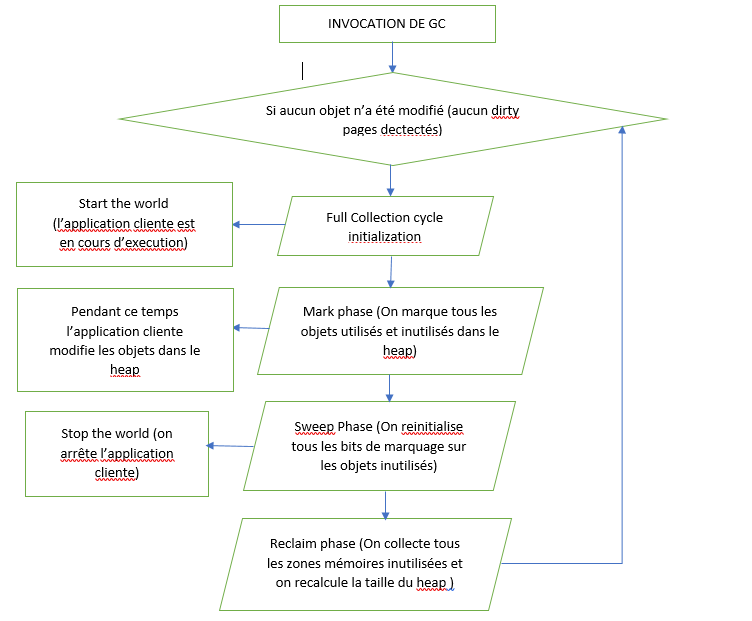 INVOCATION DE GC
Si aucun objet n'a été modifié (aucun dirty
pages dectectés)
Start the world
(l'application cliente est
en cours d'execution)
Full Collection cycle
initialization
Pendant ce temps
l'application cliente
modifie les objets dans le
heap
Mark phase (On marque tous les
objets utilisés et inutilisés dans le
heap)
Stop the world (on
arrête l'application
cliente)
Sweep Phase (On reinitialise
tous les bits de marquage sur
les objets inutilisés)
Reclaim phase (On collecte tous
les zones mémoires inutilisées et
on recalcule la taille du heap )